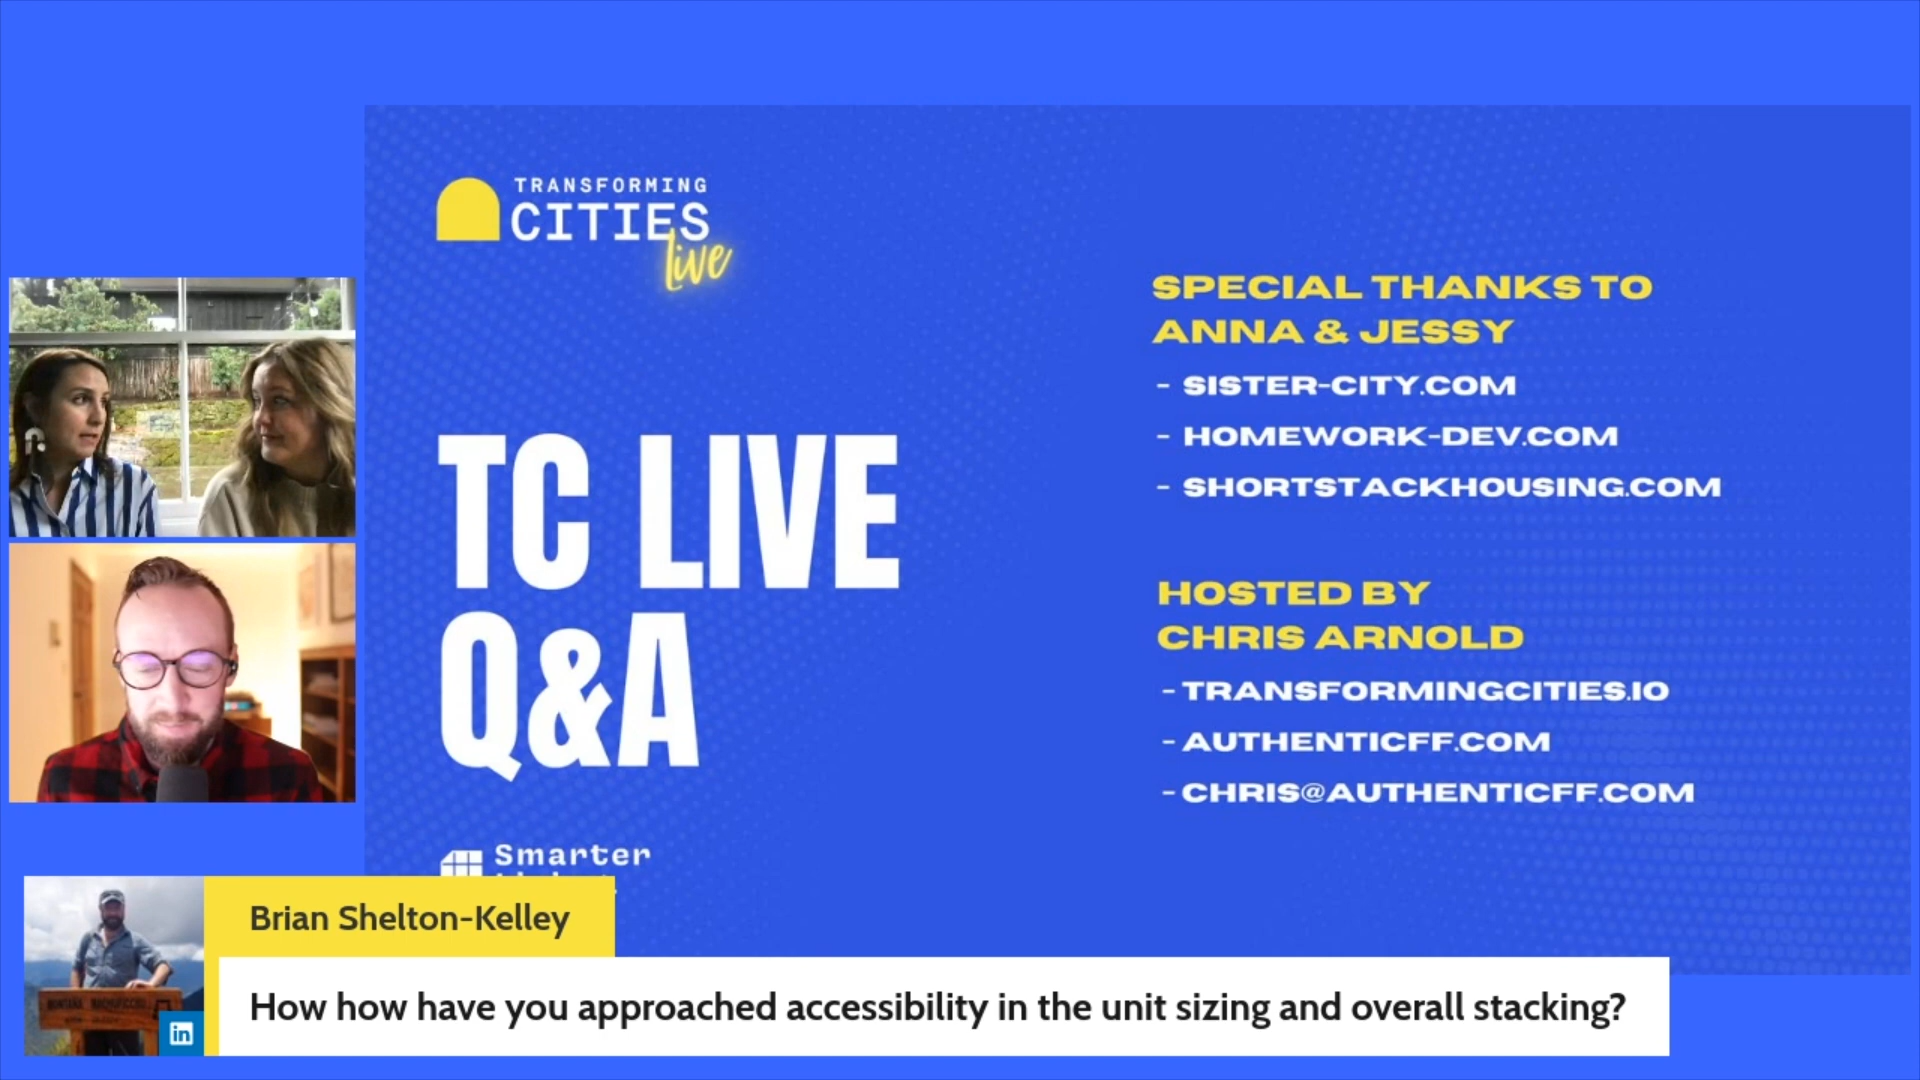 TRANSFORMING
CITIES
live
TC LIVE
Q&A
SPECIAL THANKS TO
ANNA & JESSY
- SISTER-CITY.COM
- HOMEWORK-DEV.COM
- SHORTSTACKHOUSING.COM
HOSTED BY
CHRIS ARNOLD
- TRANSFORMINGCITIES.IO
- AUTHENTICFF.COM
- CHRIS@AUTHENTICFF.COM
Smarter
Brian Shelton-Kelley
in
How how have you approached accessibility in the unit sizing and overall stacking?